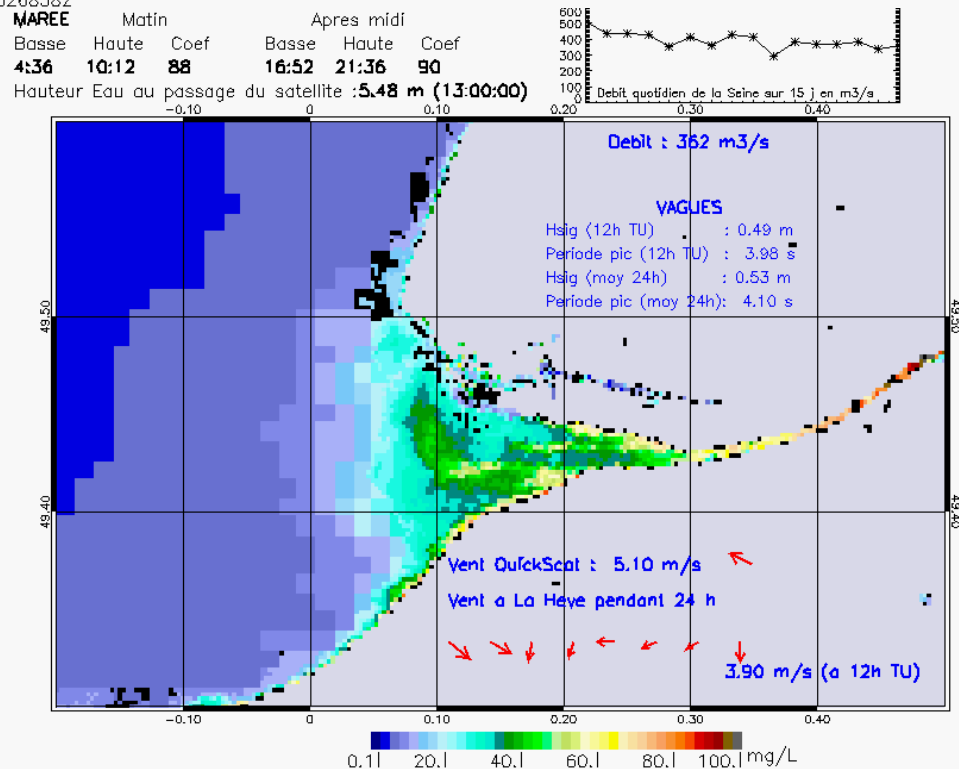 MAREE Matin Apres midi
Basse Haute Coef Basse Haute Coef
4:36 10:12 88 16:52 21:36 90
Hauteur Eau au passage du satellite :5.48 m (13:00:00)
600
500
400
300
200
100
0
Debit quotidien de la Seine sur 15 j en m3/s
-0.10 0 0.10 0.20 0.30 0.40
Debit : 362 m3/s
VAGUES
Hsig (12h TU) : 0.49 m
Periode pic (12h TU) : 3.98 s
Hsig (moy 24h) : 0.53 m
Periode pic (moy 24h): 4.10 s
49.50 49.50
49.40 49.40
Vent QuickScat : 5.10 m/s
Vent a La Heve pendant 24 h
3.90 m/s (a 12h TU)
-0.10 0 0.10 0.20 0.30 0.40
0.1 20. 40. 60. 80. 100. mg/L